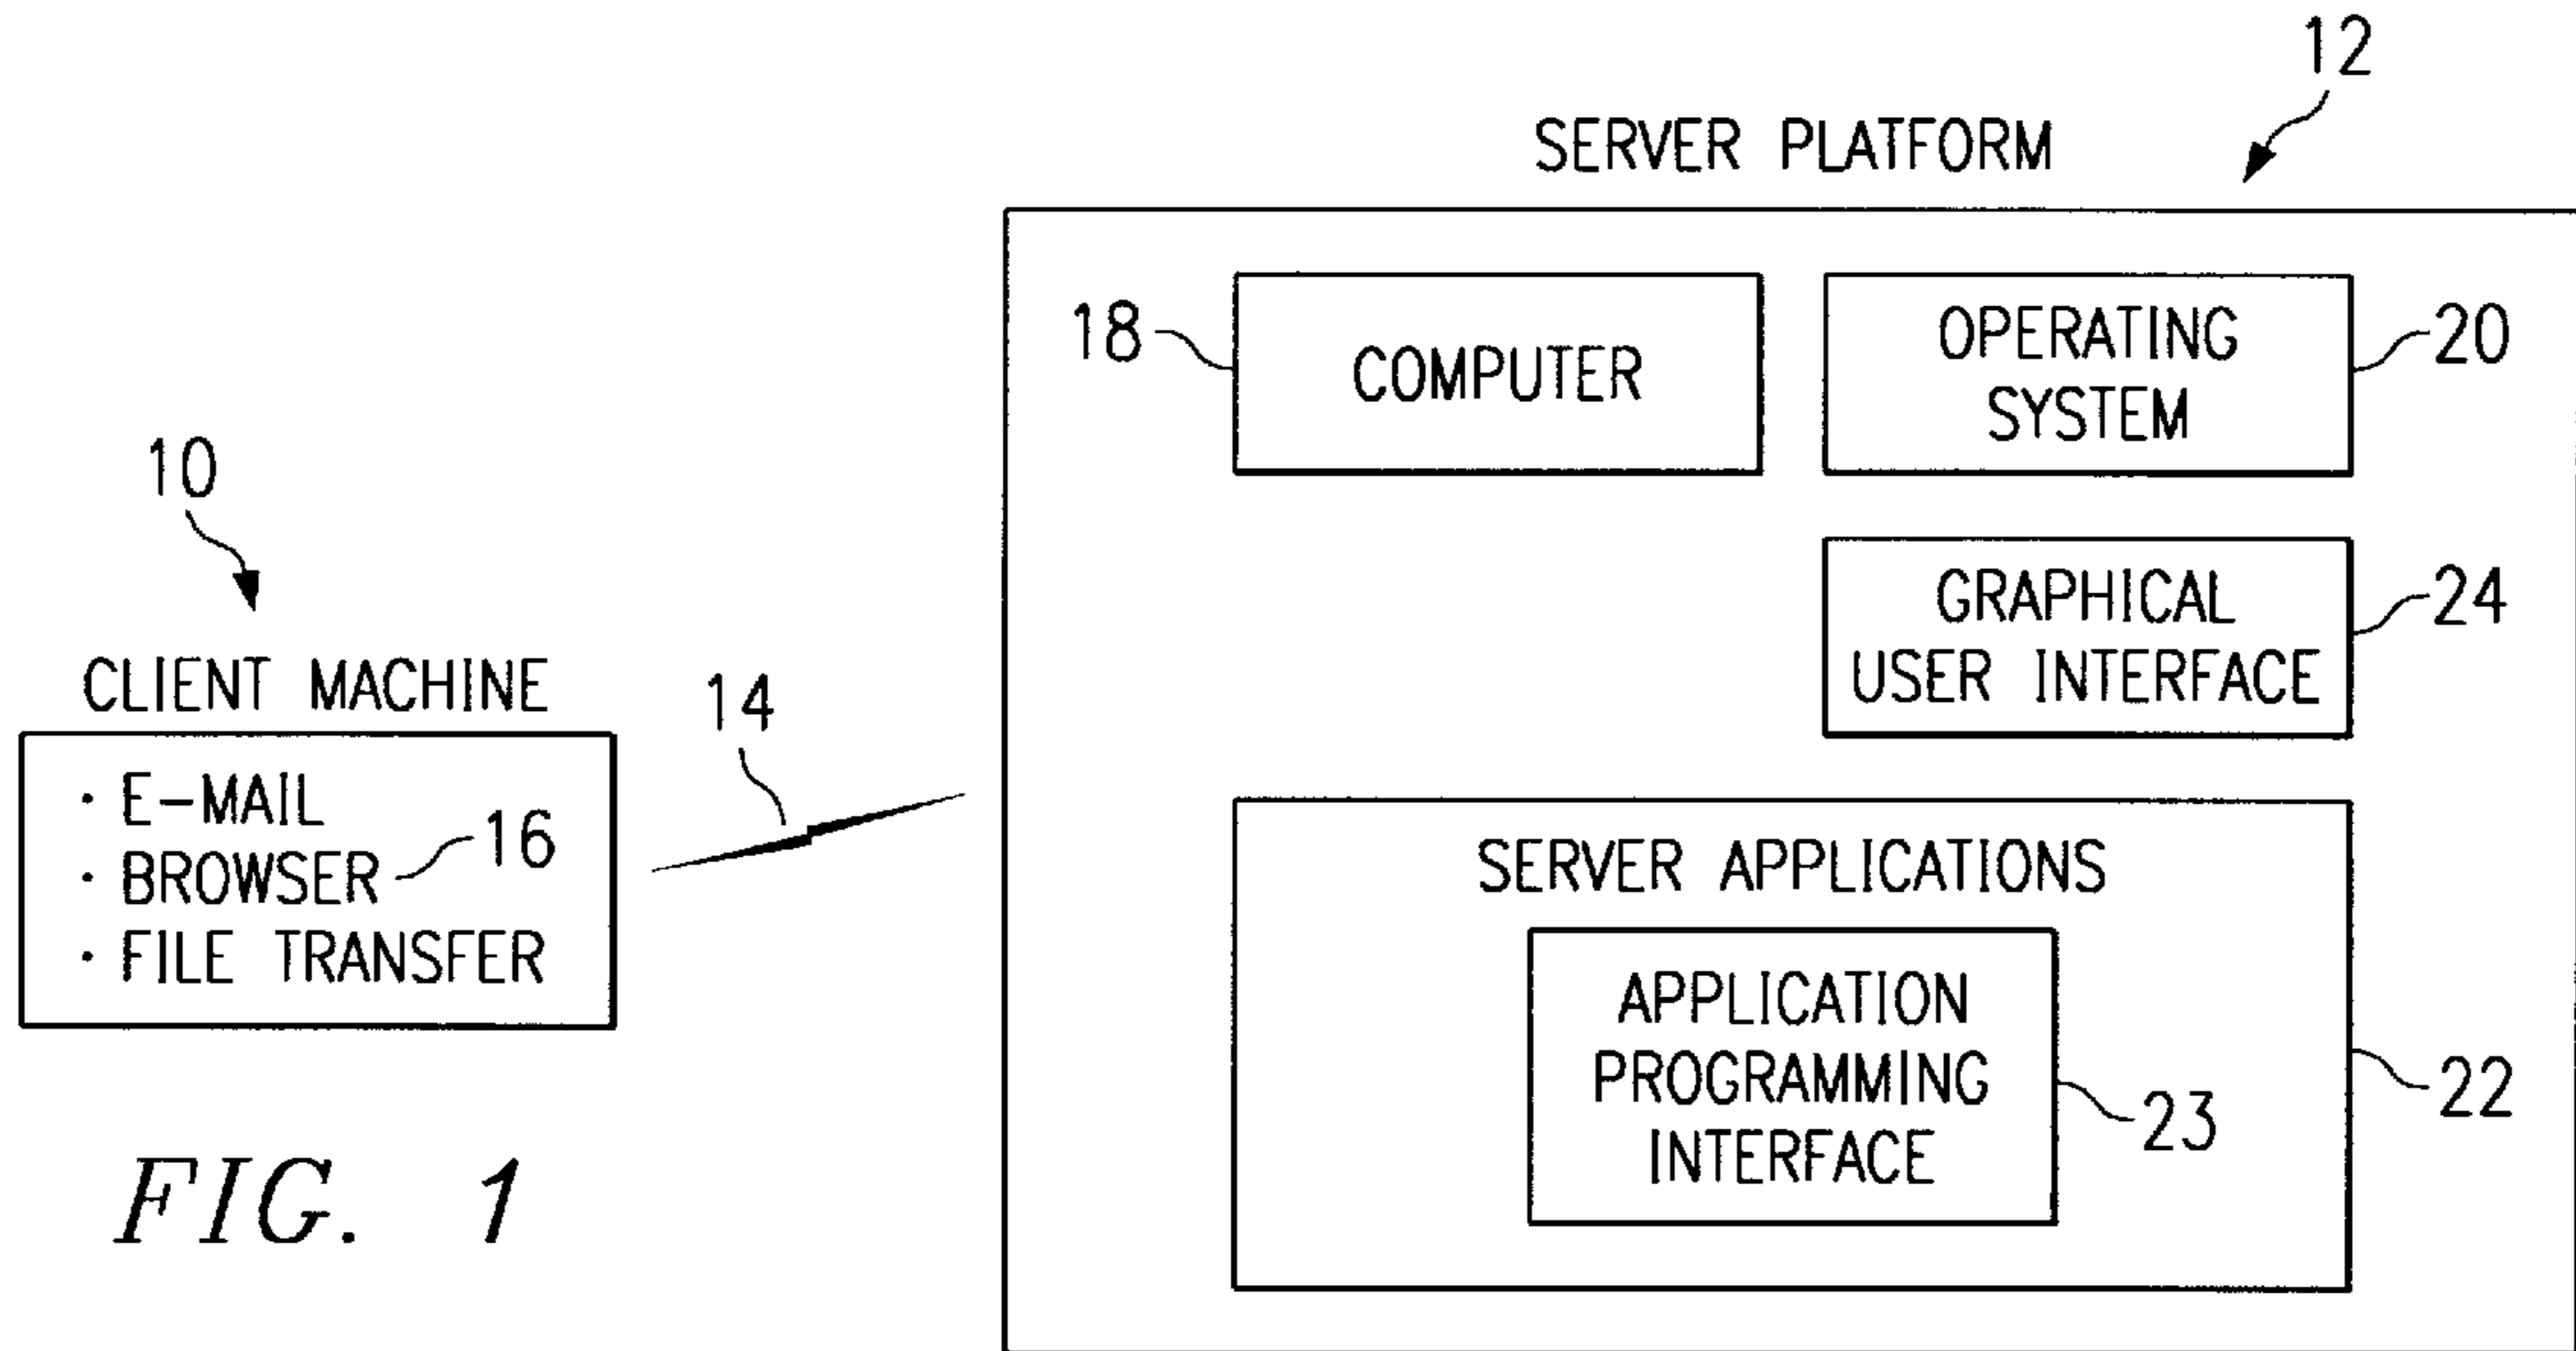 12
SERVER PLATFORM
18
COMPUTER
OPERATING
SYSTEM
20
10
GRAPHICAL
USER INTERFACE
24
CLIENT MACHINE
· E-MAIL
· BROWSER
· FILE TRANSFER
16
14
SERVER APPLICATIONS
APPLICATION
PROGRAMMING
INTERFACE
22
23
FIG. 1